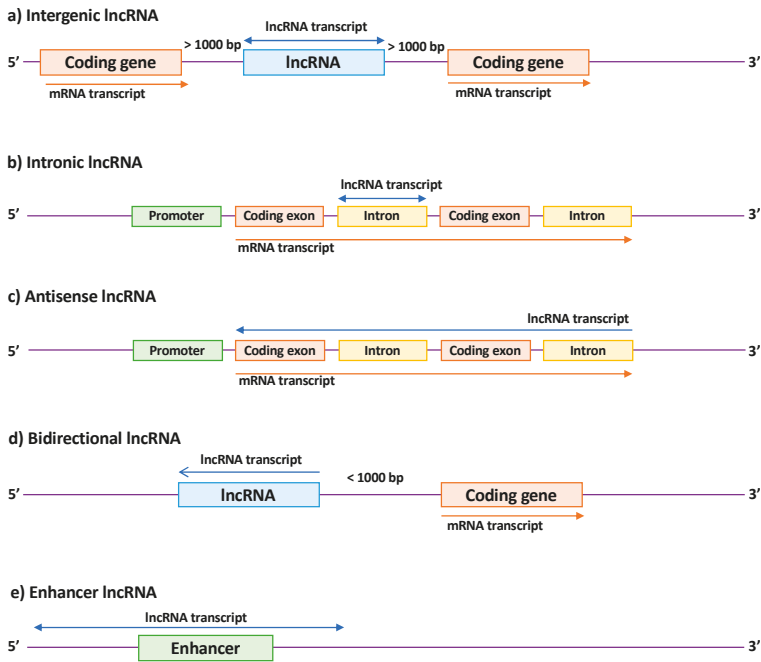 a) Intergenic lncRNA
lncRNA transcript
> 1000 bp
> 1000 bp
5’
Coding gene
lncRNA
Coding gene
3’
mRNA transcript
mRNA transcript
b) Intronic lncRNA
lncRNA transcript
5’
Promoter
Coding exon
Intron
Coding exon
Intron
3’
mRNA transcript
c) Antisense lncRNA
lncRNA transcript
5’
Promoter
Coding exon
Intron
Coding exon
Intron
3’
mRNA transcript
d) Bidirectional lncRNA
lncRNA transcript
< 1000 bp
5’
lncRNA
Coding gene
3’
mRNA transcript
e) Enhancer lncRNA
lncRNA transcript
5’
Enhancer
3’